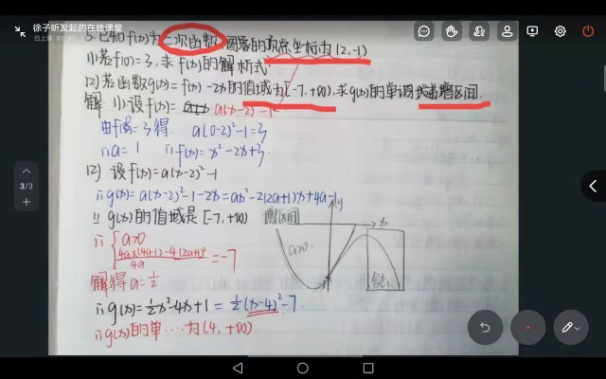 徐子昕发起的在线课堂
3. 已知f(x)为二次函数,图象的顶点坐标为(2,-1)
(1)若f(0)=3,求f(x)的解析式
(2)若函数g(x)=f(x)-2x的值域为[-7,+∞),求g(x)的单调递增区间.
解 (1)设f(x)= a(x-2)²-1
由f(0)=3得. a(0-2)²-1=3
∴a=1 ∴f(x)=x²-2x+3.
(2) 设f(x)=a(x-2)²-1
∴g(x)=a(x-2)²-1-2x=ax²-2(2a+1)x+4a-1
∵g(x)的值域是[-7,+∞)
∴ a>0
4a×(4a-1)-4(2a+1)²
4a
=-7
解得a=1/2
∴g(x)=1/2x²-4x+1=1/2(x-4)²-7
∴g(x)的单····为(4,+∞)
y
x
a>0
3/3